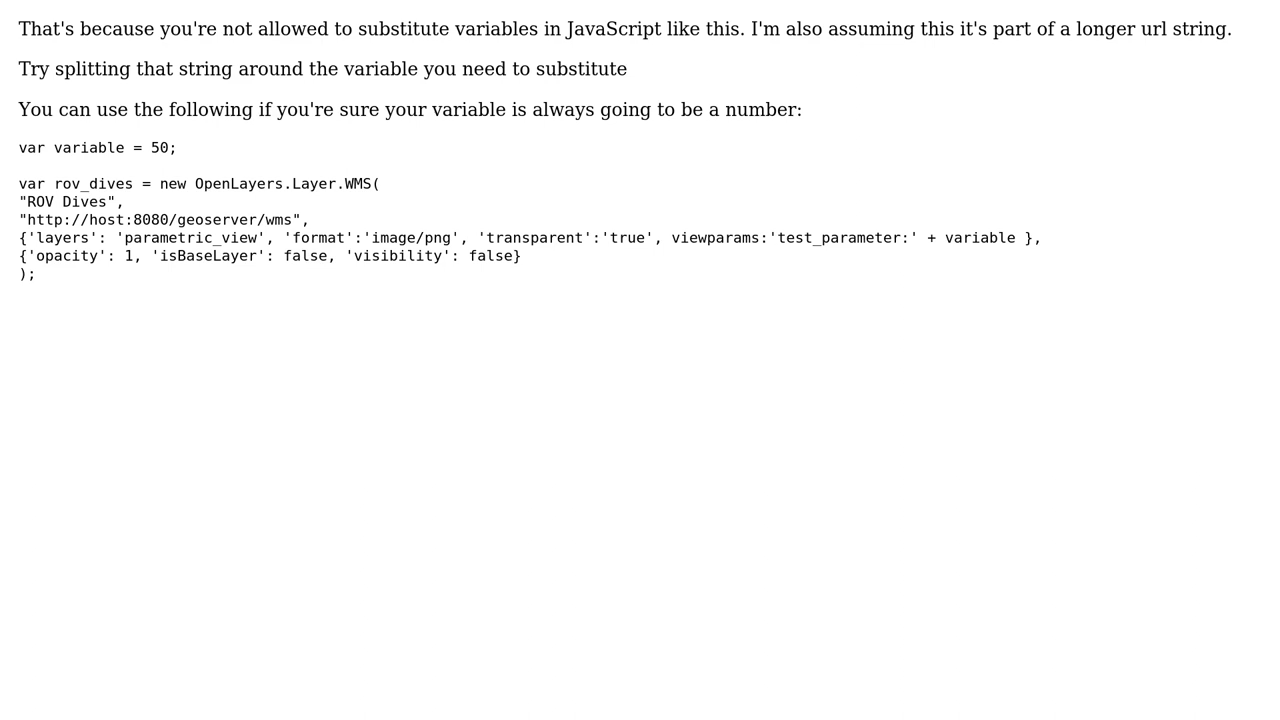 That's because you're not allowed to substitute variables in JavaScript like this. I'm also assuming this it's part of a longer url string.
Try splitting that string around the variable you need to substitute
You can use the following if you're sure your variable is always going to be a number:
var variable = 50;
var rov_dives = new OpenLayers.Layer.WMS(
"ROV Dives",
"http://host:8080/geoserver/wms",
{'layers': 'parametric_view', 'format':'image/png', 'transparent':'true', viewparams:'test_parameter:' + variable },
{'opacity': 1, 'isBaseLayer': false, 'visibility': false}
);